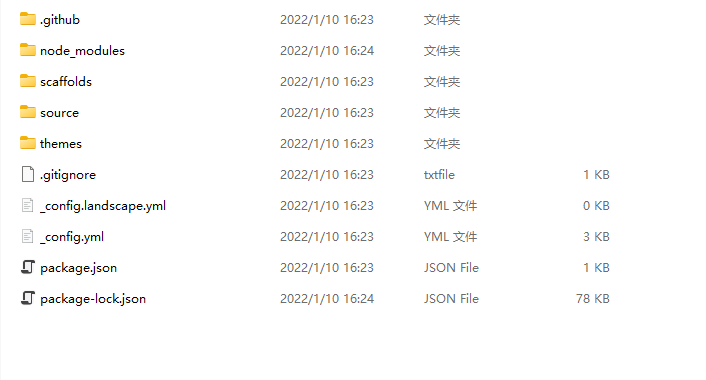 .github 2022/1/10 16:23 文件夹
node_modules 2022/1/10 16:24 文件夹
scaffolds 2022/1/10 16:23 文件夹
source 2022/1/10 16:23 文件夹
themes 2022/1/10 16:23 文件夹
.gitignore 2022/1/10 16:23 txtfile 1 KB
_config.landscape.yml 2022/1/10 16:23 YML 文件 0 KB
_config.yml 2022/1/10 16:23 YML 文件 3 KB
package.json 2022/1/10 16:23 JSON File 1 KB
package-lock.json 2022/1/10 16:24 JSON File 78 KB